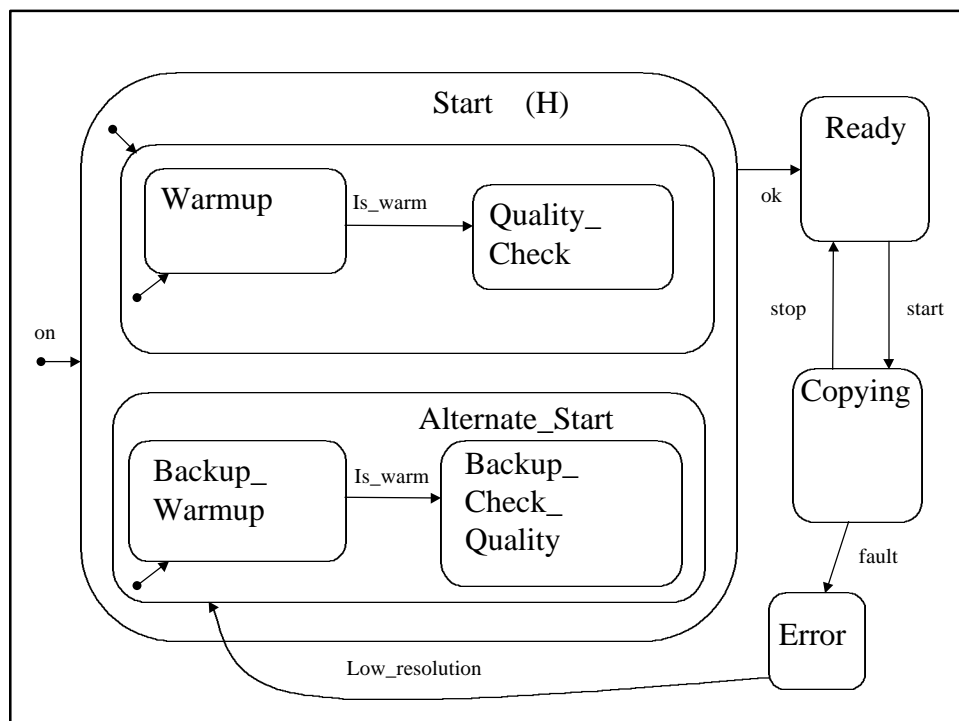 Start (H)
Ready
Warmup
Is_warm
Quality_
Check
ok
on
stop
start
Copying
Alternate_Start
Backup_
Warmup
Is_warm
Backup_
Check_
Quality
fault
Error
Low_resolution